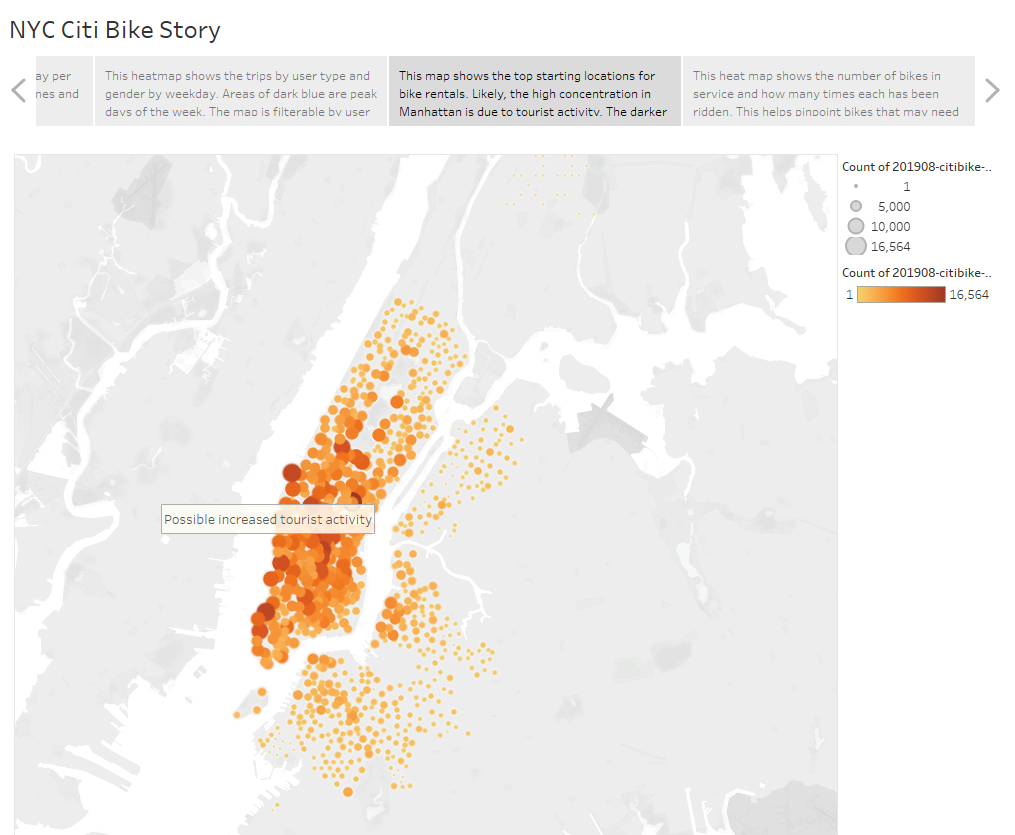 NYC Citi Bike Story
ay per
nes and
This heatmap shows the trips by user type and
gender by weekday. Areas of dark blue are peak
days of the week. The map is filterable by user
This map shows the top starting locations for
bike rentals. Likely, the high concentration in
Manhattan is due to tourist activity. The darker
This heat map shows the number of bikes in
service and how many times each has been
ridden. This helps pinpoint bikes that may need
Count of 201908-citibike-..
1
5,000
10,000
16,564
Count of 201908-citibike-..
1 16,564
Possible increased tourist activity